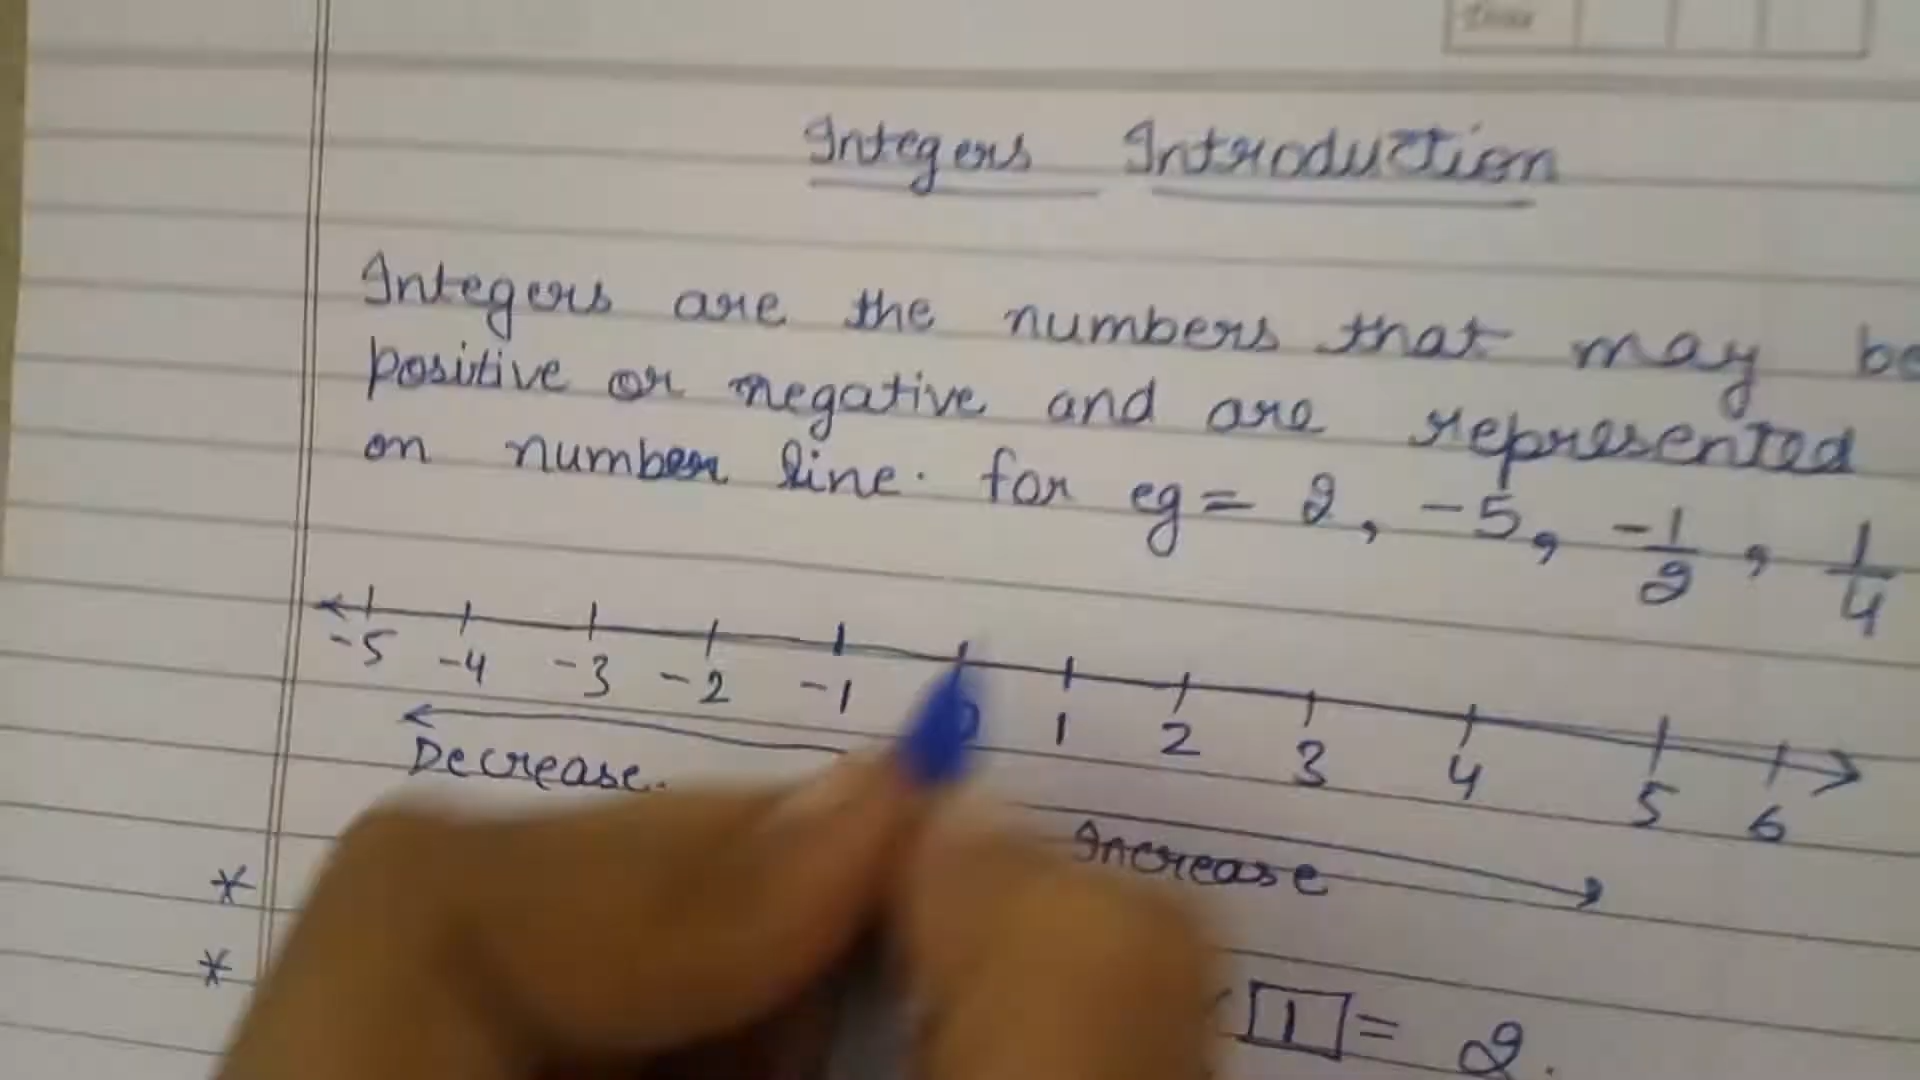 Date
Integers Introduction
Integers are the numbers that may be
positive or negative and are represented
on number line. for eg = 2, -5, -1/2, 1/4
-5 -4 -3 -2 -1 0 1 2 3 4 5 6
Decrease.
Increase
*
*
1 = 2.